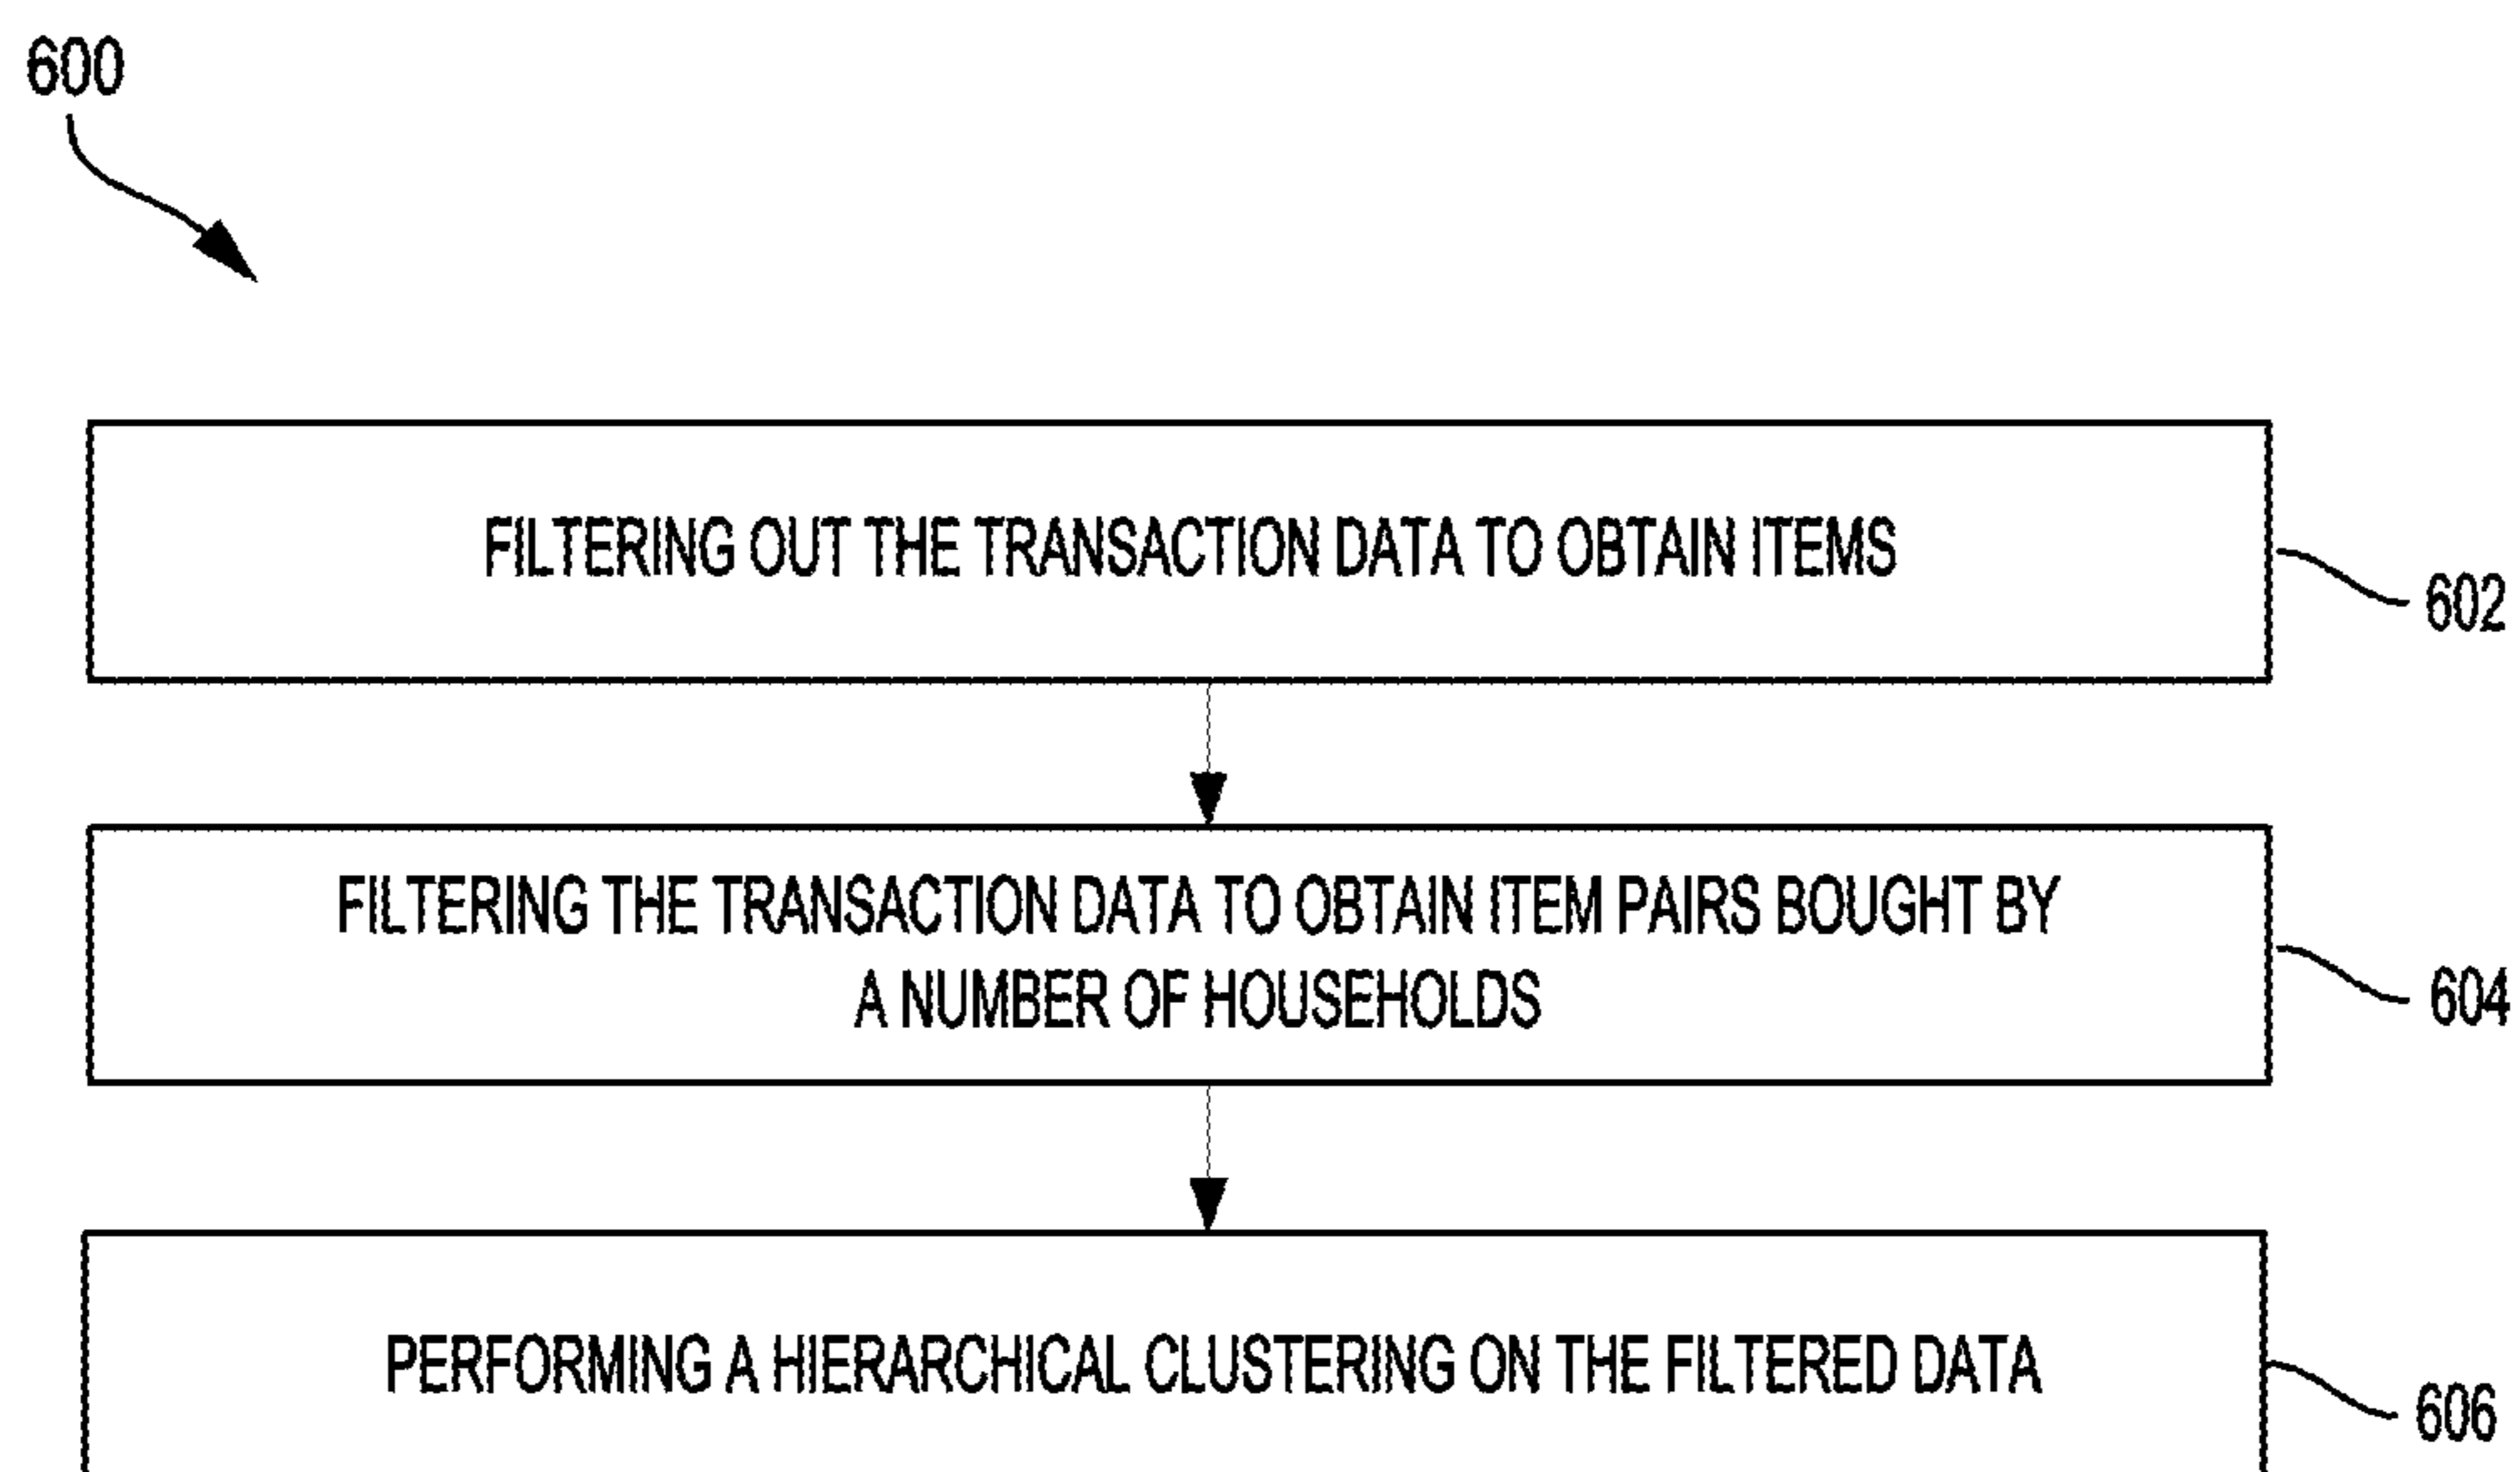 600
FILTERING OUT THE TRANSACTION DATA TO OBTAIN ITEMS
602
FILTERING THE TRANSACTION DATA TO OBTAIN ITEM PAIRS BOUGHT BY
A NUMBER OF HOUSEHOLDS
604
PERFORMING A HIERARCHICAL CLUSTERING ON THE FILTERED DATA
606